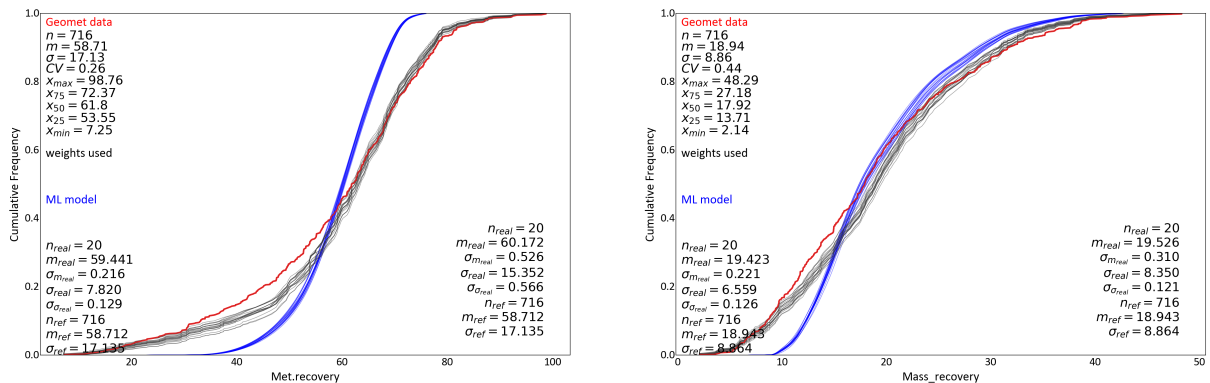 Geomet data
n = 716
m = 58.71
σ = 17.13
CV = 0.26
x_max = 98.76
x_75 = 72.37
x_50 = 61.8
x_25 = 53.55
x_min = 7.25
weights used
ML model
n_real = 20
m_real = 59.441
σ_m_real = 0.216
σ_real = 7.820
σ_σ_real = 0.129
n_ref = 716
m_ref = 58.712
σ_ref = 17.135
n_real = 20
m_real = 60.172
σ_m_real = 0.526
σ_real = 15.352
σ_σ_real = 0.566
n_ref = 716
m_ref = 58.712
σ_ref = 17.135
Cumulative Frequency
1.0
0.8
0.6
0.4
0.2
0.0
20 40 60 80 100
Met.recovery
Geomet data
n = 716
m = 18.94
σ = 8.86
CV = 0.44
x_max = 48.29
x_75 = 27.18
x_50 = 17.92
x_25 = 13.71
x_min = 2.14
weights used
ML model
n_real = 20
m_real = 19.423
σ_m_real = 0.221
σ_real = 6.559
σ_σ_real = 0.126
n_ref = 716
m_ref = 18.943
σ_ref = 8.864
n_real = 20
m_real = 19.526
σ_m_real = 0.310
σ_real = 8.350
σ_σ_real = 0.121
n_ref = 716
m_ref = 18.943
σ_ref = 8.864
Cumulative Frequency
1.0
0.8
0.6
0.4
0.2
0.0
0 10 20 30 40 50
Mass_recovery